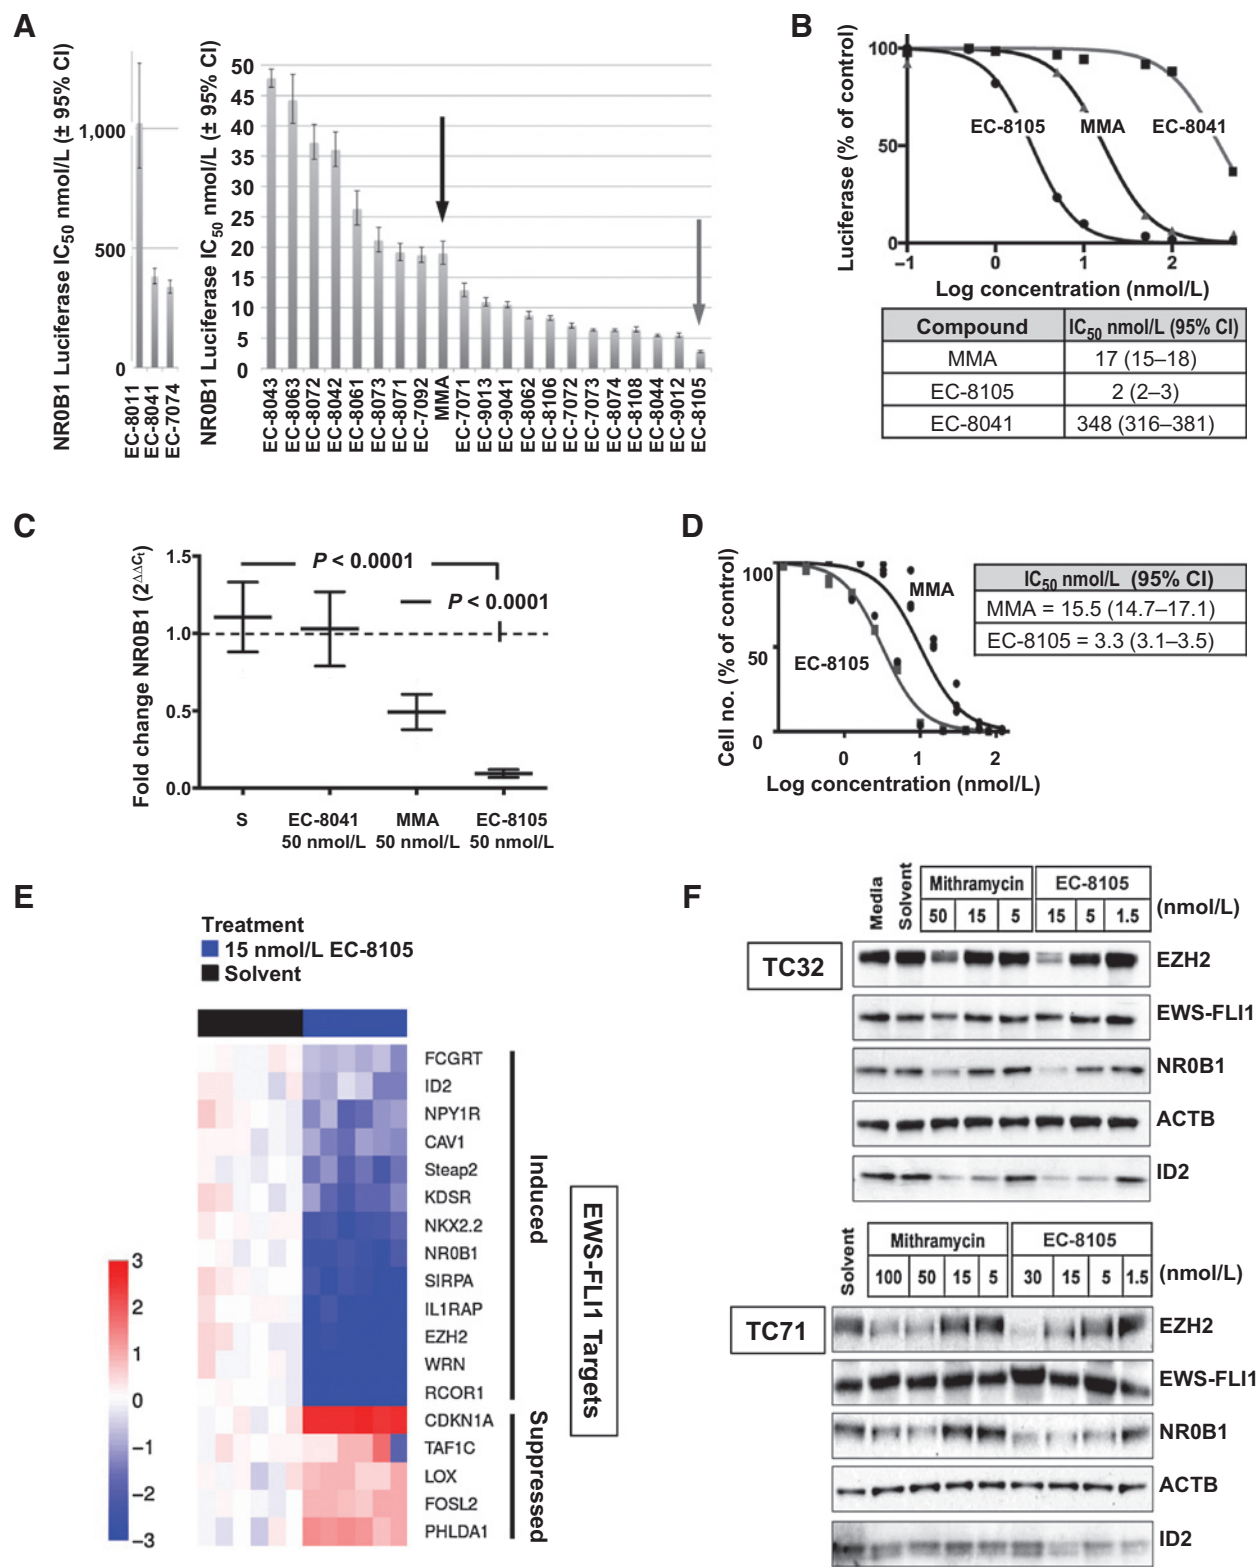 A
NR0B1 Luciferase IC50 nmol/L (± 95% CI)
1,000
500
0
EC-8011
EC-8041
EC-7074
NR0B1 Luciferase IC50 nmol/L (± 95% CI)
50
45
40
35
30
25
20
15
10
5
0
EC-8043
EC-8063
EC-8072
EC-8042
EC-8061
EC-8073
EC-8071
EC-7092
MMA
EC-7071
EC-9013
EC-9041
EC-8062
EC-8106
EC-7072
EC-7073
EC-8074
EC-8108
EC-8044
EC-9012
EC-8105
B
Luciferase (% of control)
100
50
0
EC-8105 MMA EC-8041
−1 0 1 2
Log concentration (nmol/L)
Compound IC50 nmol/L (95% CI)
MMA 17 (15–18)
EC-8105 2 (2–3)
EC-8041 348 (316–381)
C
Fold change NR0B1 (2ΔΔCt)
1.5
1.0
0.5
0.0
P < 0.0001
P < 0.0001
S EC-8041 MMA EC-8105
50 nmol/L 50 nmol/L 50 nmol/L
D
Cell no. (% of control)
100
50
0
MMA
EC-8105
0 1 2
Log concentration (nmol/L)
IC50 nmol/L (95% CI)
MMA = 15.5 (14.7–17.1)
EC-8105 = 3.3 (3.1–3.5)
E
Treatment
15 nmol/L EC-8105
Solvent
3
2
1
0
−1
−2
−3
FCGRT
ID2
NPY1R
CAV1
Steap2
KDSR
NKX2.2
NR0B1
SIRPA
IL1RAP
EZH2
WRN
RCOR1
CDKN1A
TAF1C
LOX
FOSL2
PHLDA1
Induced
Suppressed
EWS-FLI1 Targets
F
Media
Solvent
Mithramycin EC-8105
50 15 5 15 5 1.5 (nmol/L)
TC32
EZH2
EWS-FLI1
NR0B1
ACTB
ID2
Solvent
Mithramycin EC-8105
100 50 15 5 30 15 5 1.5 (nmol/L)
TC71
EZH2
EWS-FLI1
NR0B1
ACTB
ID2